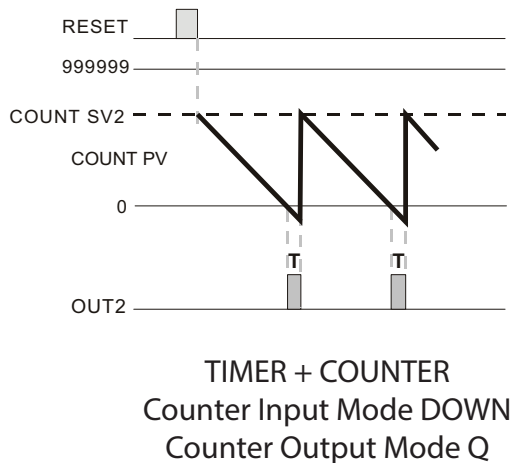 RESET
999999
COUNT SV2
COUNT PV
0
T T
OUT2
TIMER + COUNTER
Counter Input Mode DOWN
Counter Output Mode Q